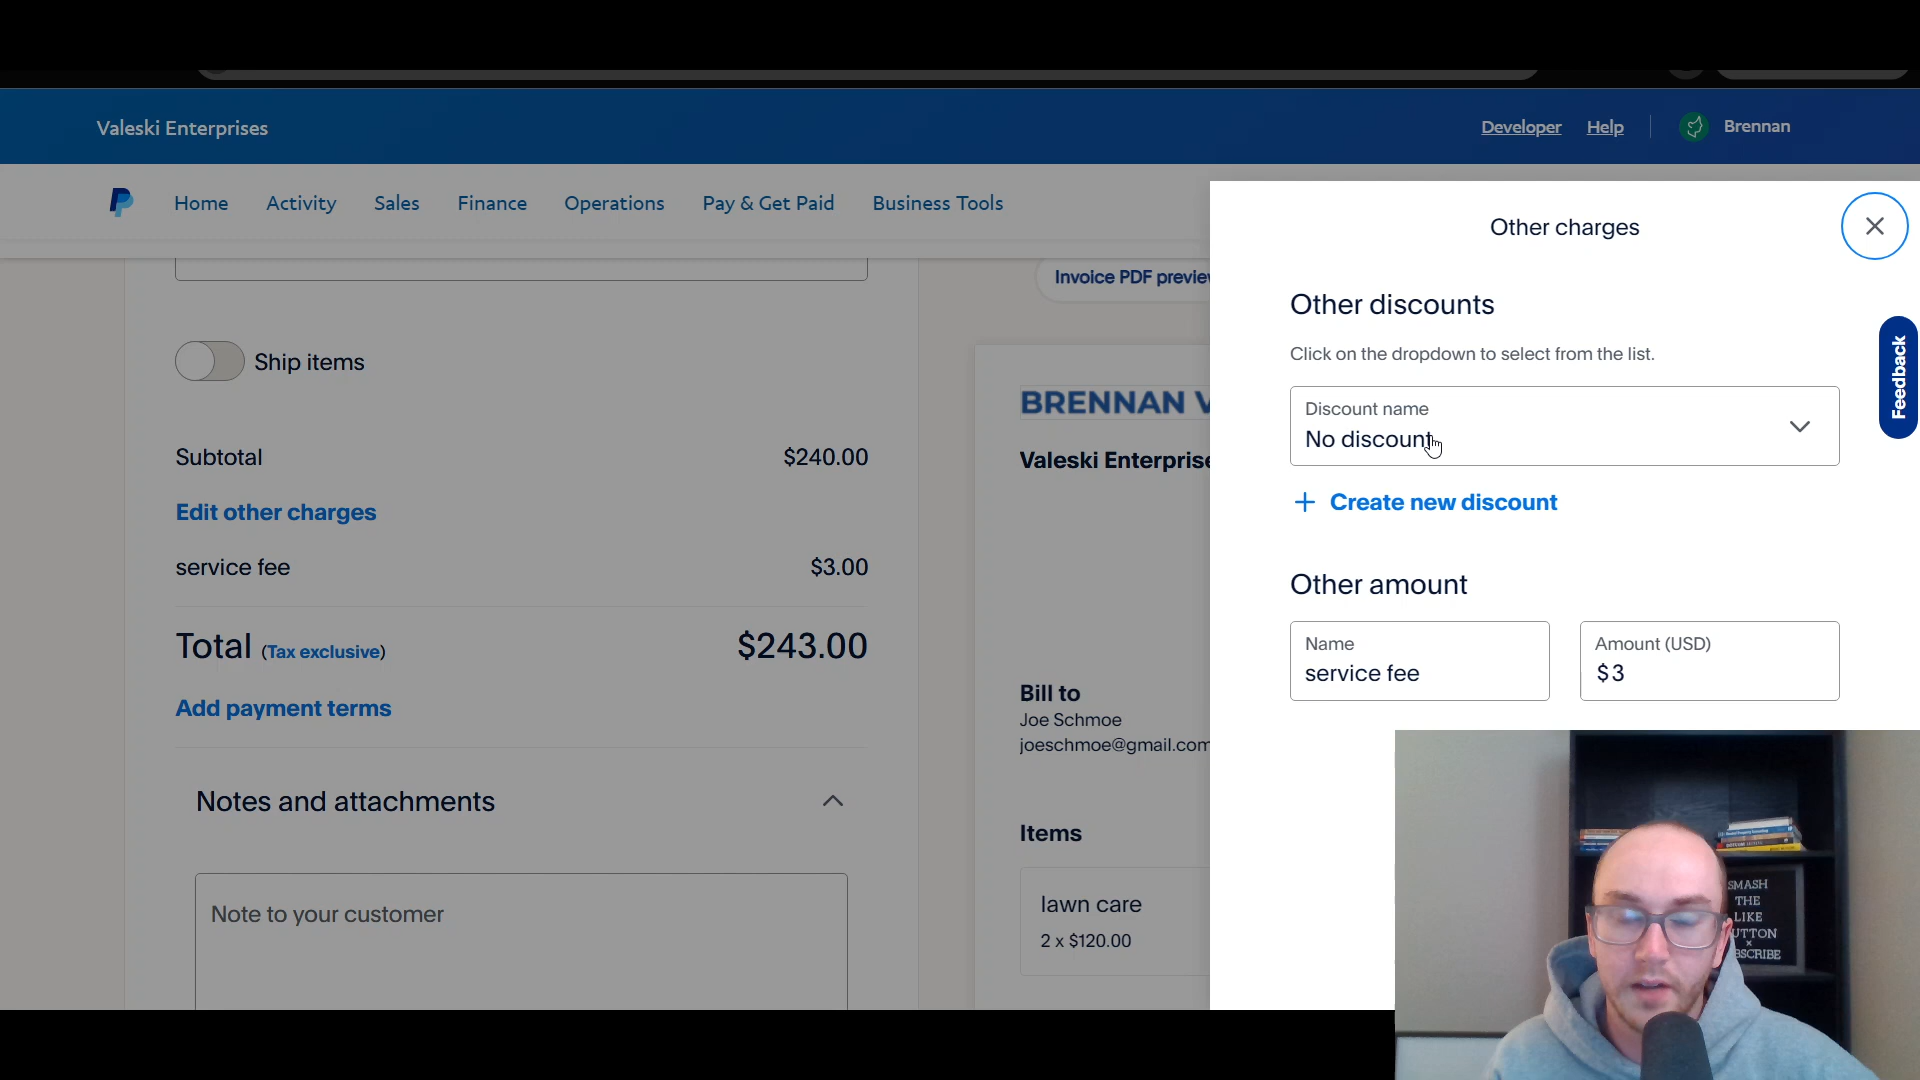 Valeski Enterprises
Developer
Help
Brennan
Home
Activity
Sales
Finance
Operations
Pay & Get Paid
Business Tools
Ship items
Subtotal
$240.00
Edit other charges
service fee
$3.00
Total (Tax exclusive)
$243.00
Add payment terms
Notes and attachments
Note to your customer
Invoice PDF preview
BRENNAN V
Valeski Enterprise
Bill to
Joe Schmoe
joeschmoe@gmail.com
Items
lawn care
2 x $120.00
Other charges
Other discounts
Click on the dropdown to select from the list.
Discount name
No discount
Create new discount
Other amount
Name
service fee
Amount (USD)
$3
Feedback
SMASH
THE
LIKE
UTTON
×
BSCRIBE